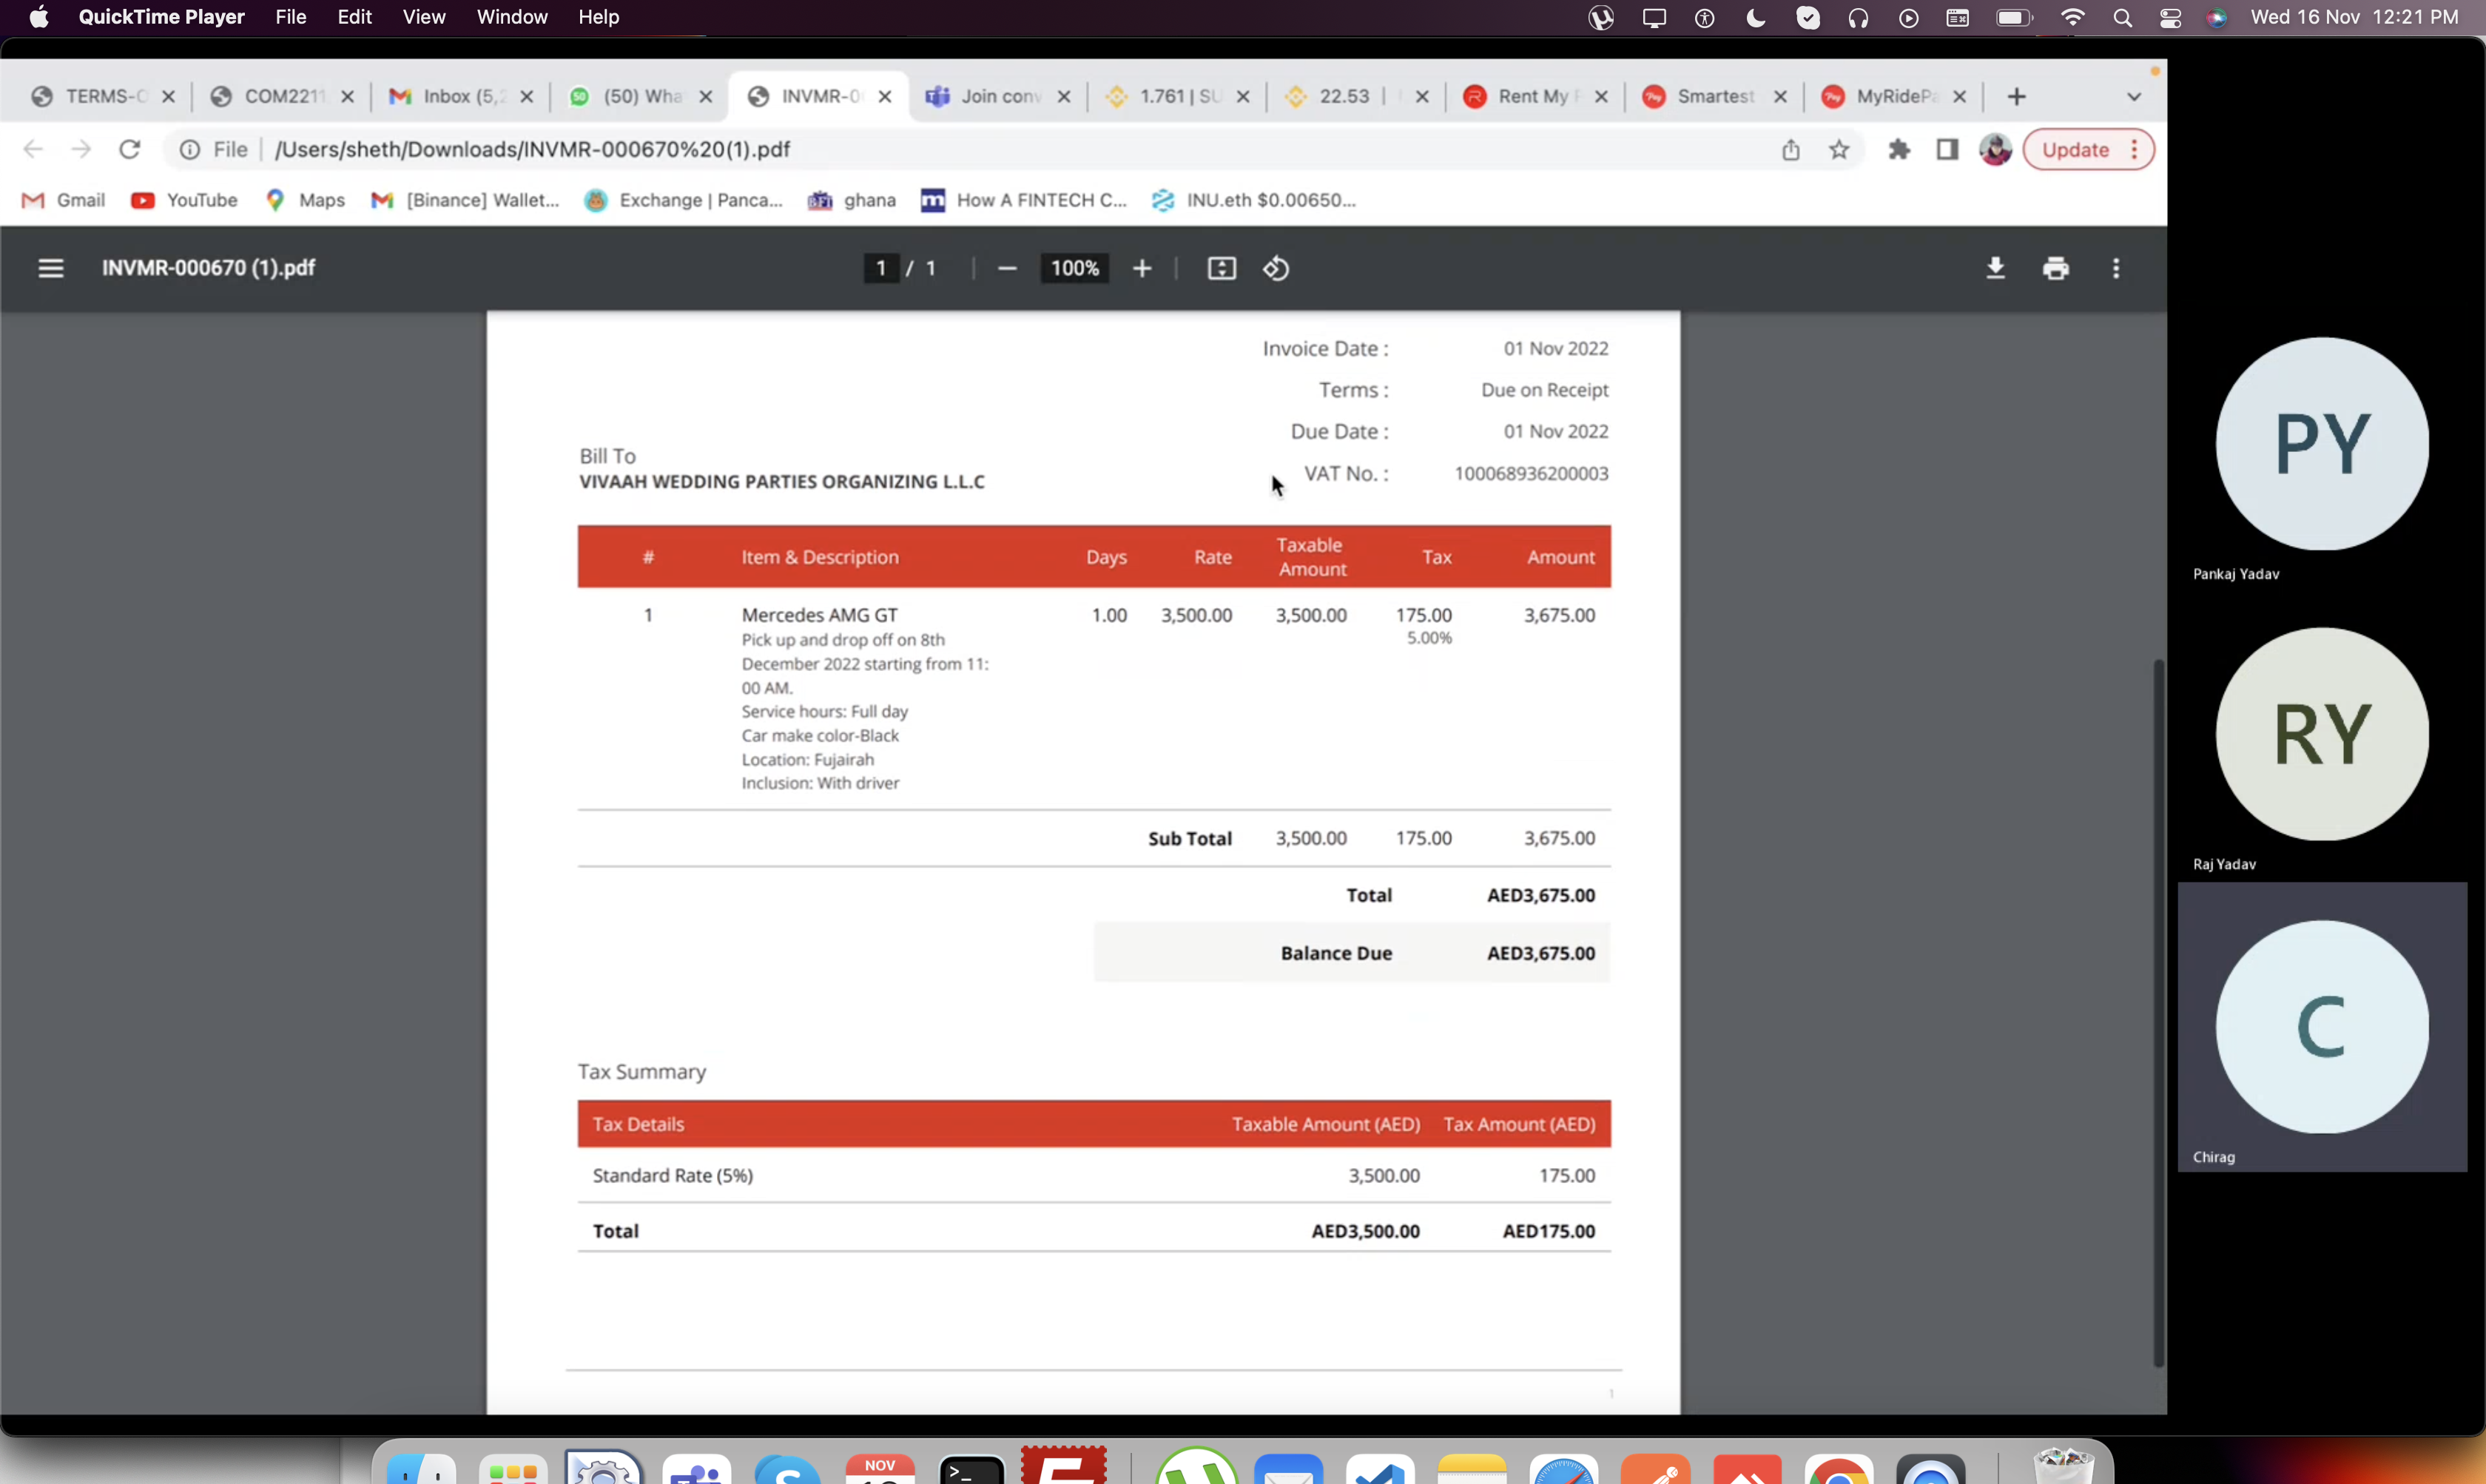 QuickTime Player File Edit View Window Help Wed 16 Nov 12:21 PM
TERMS-O COM2211 Inbox (5,2 (50) Wha INVMR-0 Join conv 1.761 | SU 22.53 | Rent My Smartest MyRidePa
File /Users/sheth/Downloads/INVMR-000670%20(1).pdf Update
Gmail YouTube Maps [Binance] Wallet... Exchange | Panca... ghana How A FINTECH C... INU.eth $0.00650...
INVMR-000670 (1).pdf 1 / 1 100%
Invoice Date : 01 Nov 2022
Terms : Due on Receipt
Due Date : 01 Nov 2022
Bill To
VAT No. : 100068936200003
VIVAAH WEDDING PARTIES ORGANIZING L.L.C
# Item & Description Days Rate Taxable Amount Tax Amount
1 Mercedes AMG GT 1.00 3,500.00 3,500.00 175.00 3,675.00
Pick up and drop off on 8th 5.00%
December 2022 starting from 11:
00 AM.
Service hours: Full day
Car make color-Black
Location: Fujairah
Inclusion: With driver
Sub Total 3,500.00 175.00 3,675.00
Total AED3,675.00
Balance Due AED3,675.00
Tax Summary
Tax Details Taxable Amount (AED) Tax Amount (AED)
Standard Rate (5%) 3,500.00 175.00
Total AED3,500.00 AED175.00
1
PY
Pankaj Yadav
RY
Raj Yadav
C
Chirag
NOV